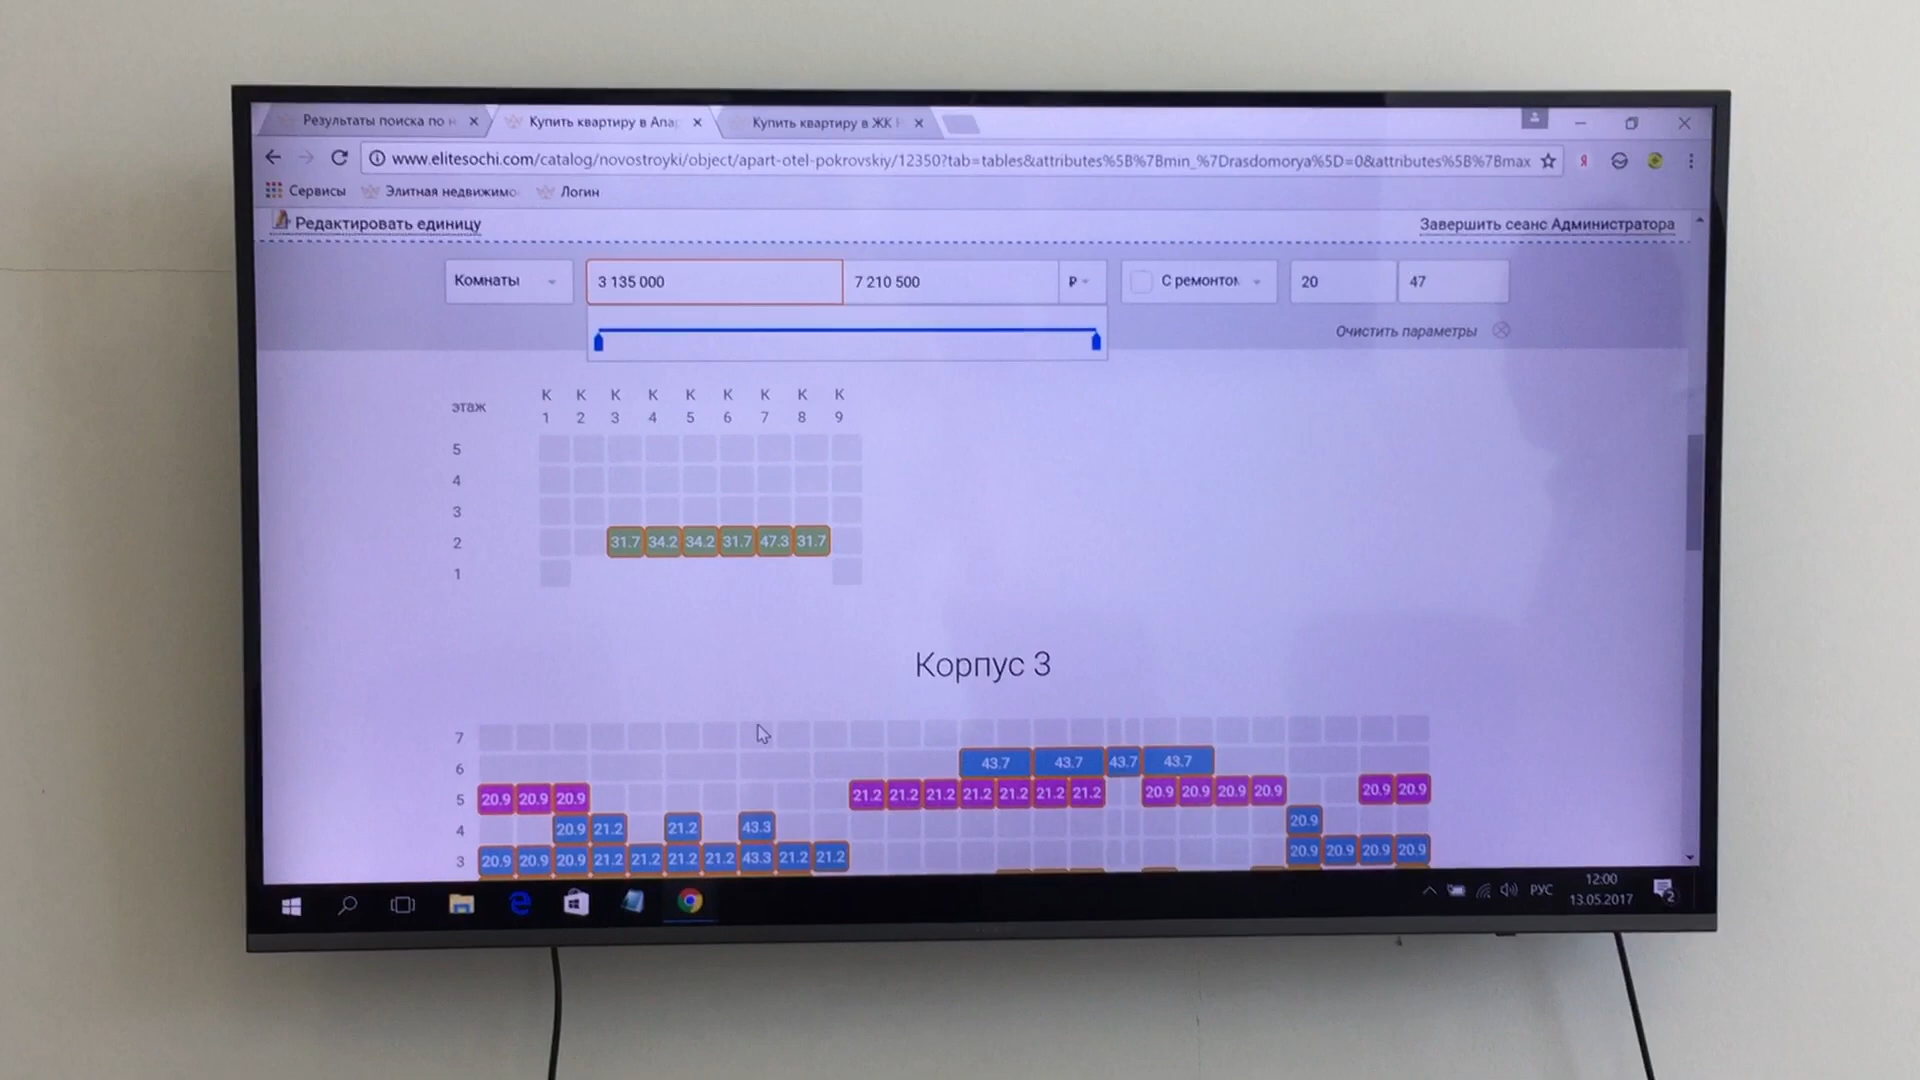 Результаты поиска по н
Купить квартиру в Апар
Купить квартиру в ЖК
www.elitesochi.com/catalog/novostroyki/object/apart-otel-pokrovskiy/12350?tab=tables&attributes%5B%7Bmin_%7Drasdomorya%5D=0&attributes%5B%7Bmax
Сервисы Элитная недвижимо Логин
Редактировать единицу Завершить сеанс Администратора
Комнаты 3 135 000 7 210 500 ₽ С ремонтом 20 47
Очистить параметры
этаж К 1 К 2 К 3 К 4 К 5 К 6 К 7 К 8 К 9
5
4
3
2 31.7 34.2 34.2 31.7 47.3 31.7
1
Корпус 3
7
6 43.7 43.7 43.7 43.7
5 20.9 20.9 20.9 21.2 21.2 21.2 21.2 21.2 21.2 21.2 20.9 20.9 20.9 20.9 20.9 20.9
4 20.9 21.2 21.2 43.3 20.9
3 20.9 20.9 20.9 21.2 21.2 21.2 21.2 43.3 21.2 21.2 20.9 20.9 20.9 20.9
РУС 12:00
13.05.2017 2